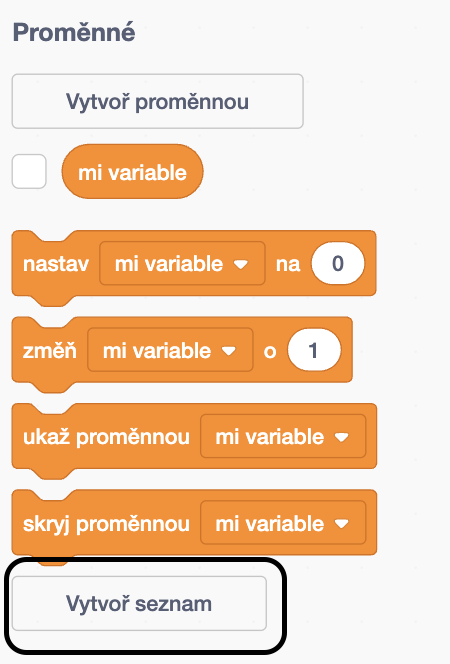 Proměnné
Vytvoř proměnnou
mi variable
nastav mi variable na 0
změň mi variable o 1
ukaž proměnnou mi variable
skryj proměnnou mi variable
Vytvoř seznam